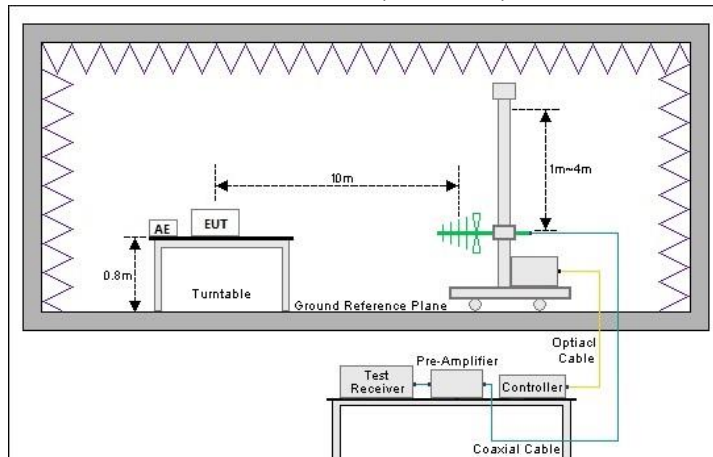 10m
1m~4m
AE
EUT
0.8m
Turntable
Ground Reference Plane
Optiacl
Cable
Pre-Amplifier
Test
Receiver
Controller
Coaxial Cable